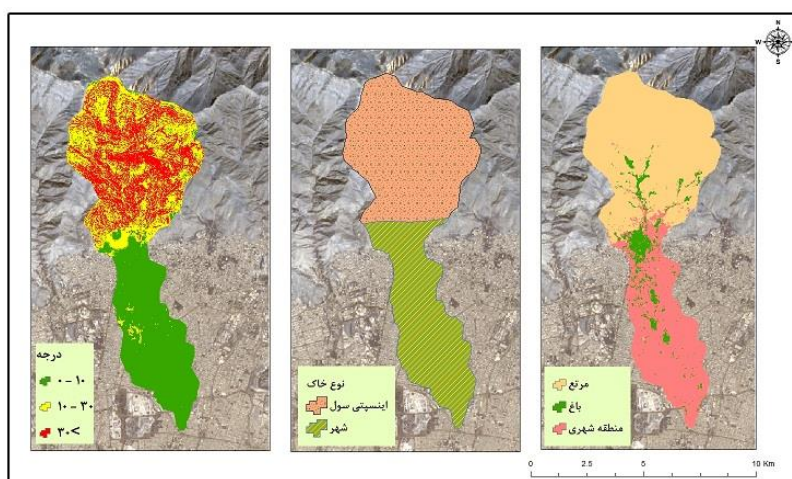 N
W E
S
درجه
۰ - ۱۰
۱۰ - ۳۰
۳۰<
نوع خاک
اینسپتی سول
شهر
مرتع
باغ
منطقه شهری
0 2.5 5 10 Km